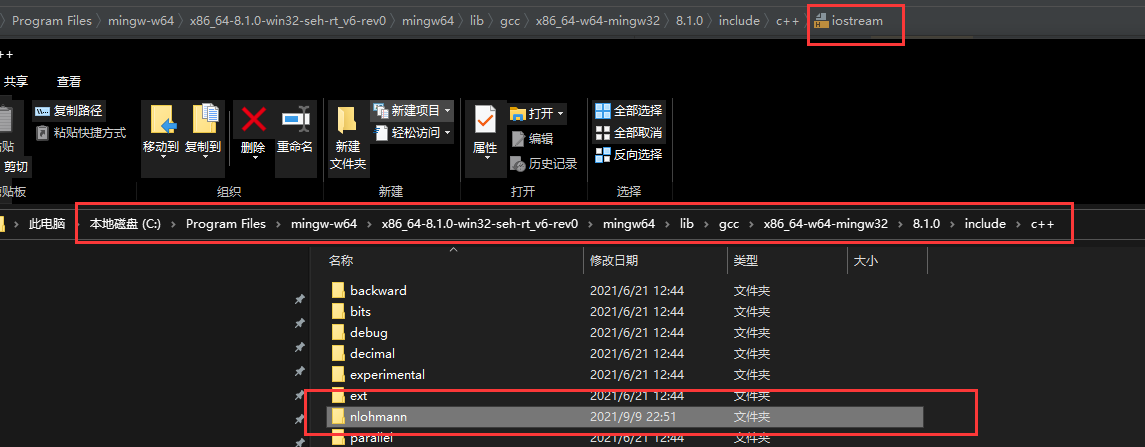 Program Files 〉 mingw-w64 〉 x86_64-8.1.0-win32-seh-rt_v6-rev0 〉 mingw64 〉 lib 〉 gcc 〉 x86_64-w64-mingw32 〉 8.1.0 〉 include 〉 c++ 〉 iostream
++
共享 查看
复制路径
粘贴快捷方式
剪切
移动到 复制到 删除 重命名
组织
新建
文件夹
新建项目
轻松访问
新建
属性
打开
编辑
历史记录
打开
全部选择
全部取消
反向选择
选择
此电脑 › 本地磁盘 (C:) › Program Files › mingw-w64 › x86_64-8.1.0-win32-seh-rt_v6-rev0 › mingw64 › lib › gcc › x86_64-w64-mingw32 › 8.1.0 › include › c++
名称 修改日期 类型 大小
backward 2021/6/21 12:44 文件夹
bits 2021/6/21 12:44 文件夹
debug 2021/6/21 12:44 文件夹
decimal 2021/6/21 12:44 文件夹
experimental 2021/6/21 12:44 文件夹
ext 2021/6/21 12:44 文件夹
nlohmann 2021/9/9 22:51 文件夹
parallel 2021/6/21 12:44 文件夹